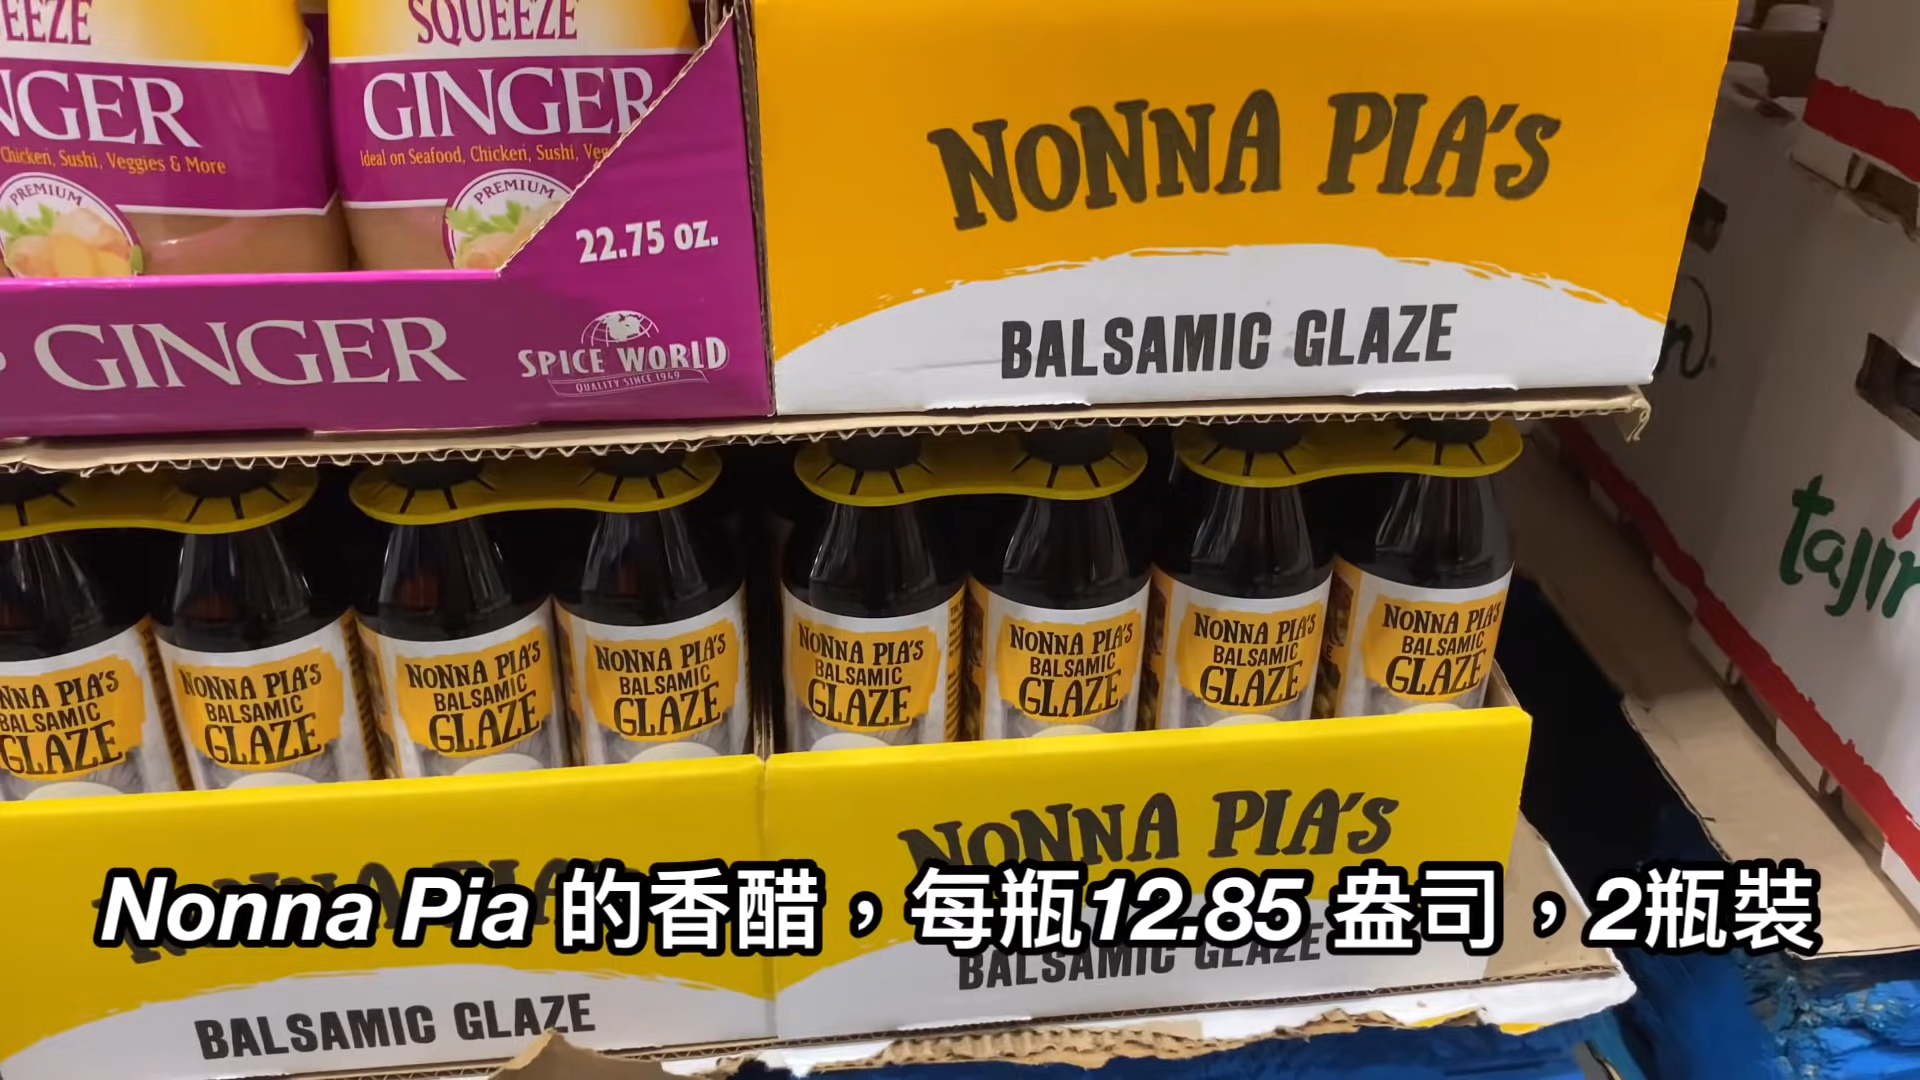 SQUEEZE
GINGER
Chicken, Sushi, Veggies & More
PREMIUM
GINGER
Ideal on Seafood, Chicken, Sushi,
PREMIUM
22.75 oz.
GINGER
SPICE WORLD
QUALITY SINCE 1949
NONNA PIA'S
BALSAMIC GLAZE
tajín
NONNA PIA'S
BALSAMIC
GLAZE
NONNA PIA'S
BALSAMIC
GLAZE
NONNA PIA'S
BALSAMIC
GLAZE
NONNA PIA'S
BALSAMIC
GLAZE
NONNA PIA'S
BALSAMIC
GLAZE
NONNA PIA'S
BALSAMIC
GLAZE
NONNA PIA'S
BALSAMIC
GLAZE
NONNA PIA'S
BALSAMIC
GLAZE
NONNA PIA'S
BALSAMIC GLAZE
BALSAMIC GLAZE
Nonna Pia 的香醋，每瓶12.85 盎司，2瓶裝